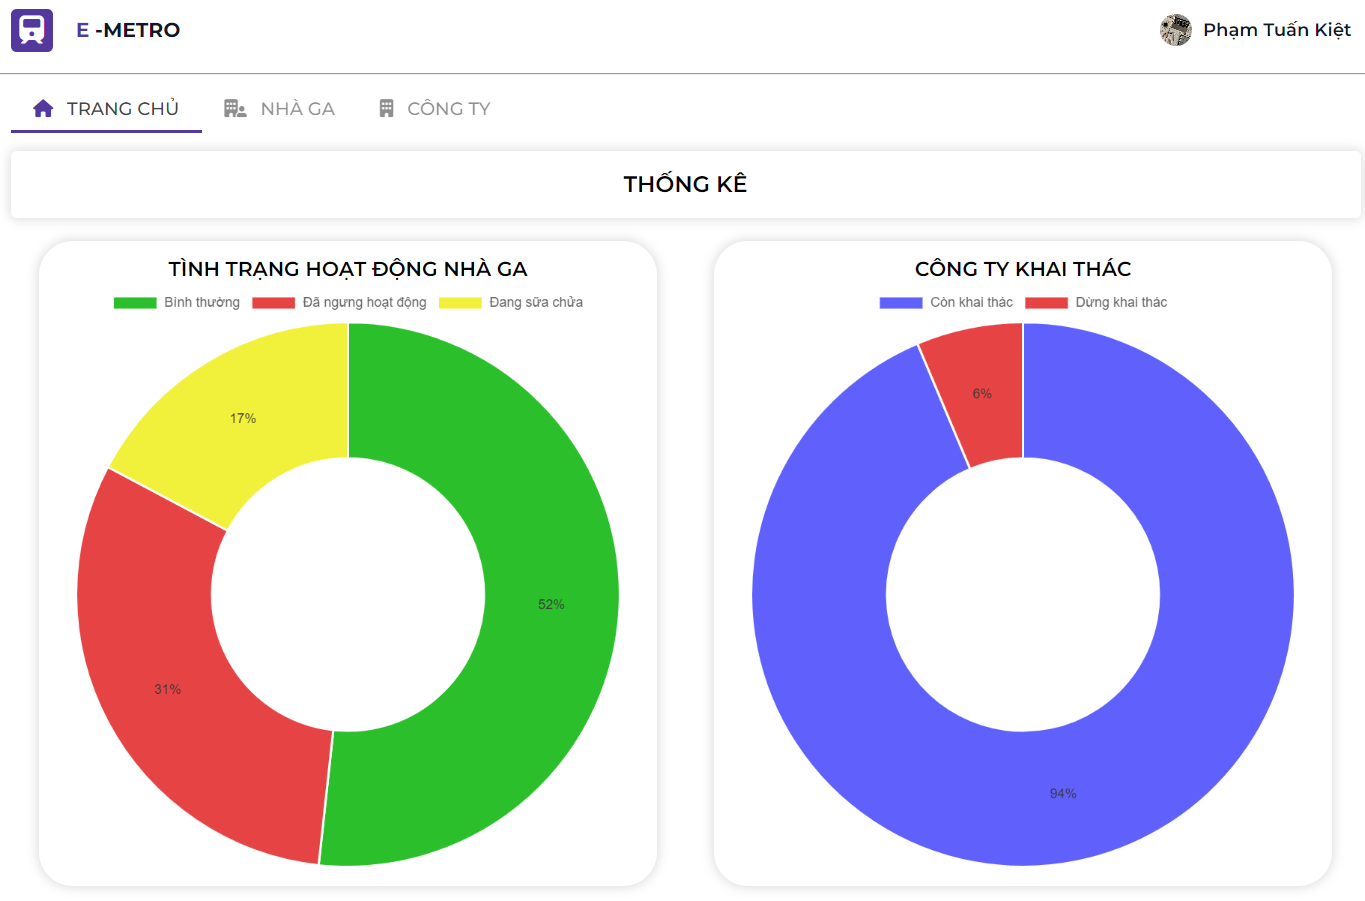 E -METRO
Phạm Tuấn Kiệt
TRANG CHỦ
NHÀ GA
CÔNG TY
THỐNG KÊ
TÌNH TRẠNG HOẠT ĐỘNG NHÀ GA
Bình thường
Đã ngưng hoạt động
Đang sữa chửa
17%
52%
31%
CÔNG TY KHAI THÁC
Còn khai thác
Dừng khai thác
6%
94%